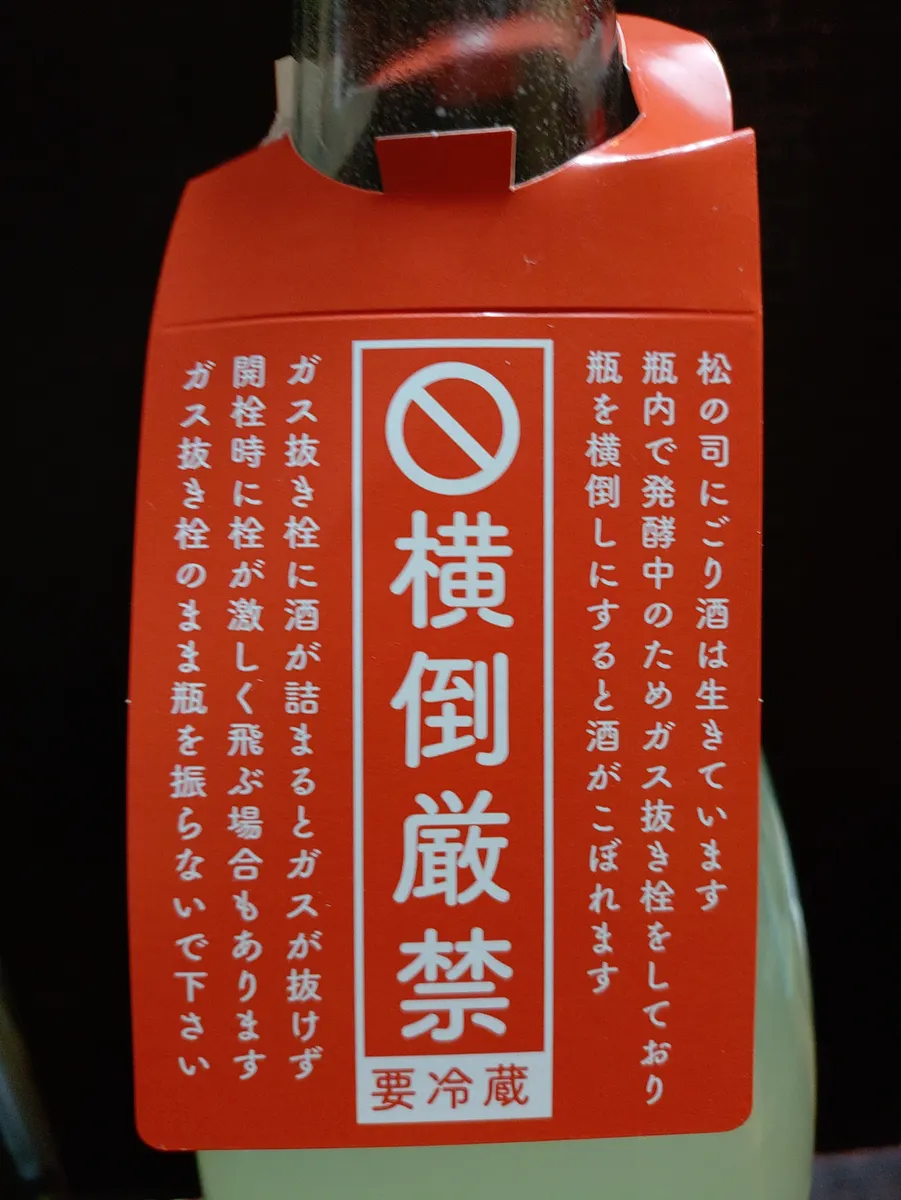 松の司にごり酒は生きています
瓶内で発酵中のためガス抜き栓をしており
瓶を横倒しにすると酒がこぼれます
横倒厳禁
要冷蔵
ガス抜き栓に酒が詰まるとガスが抜けず
開栓時に栓が激しく飛ぶ場合もあります
ガス抜き栓のまま瓶を振らないで下さい